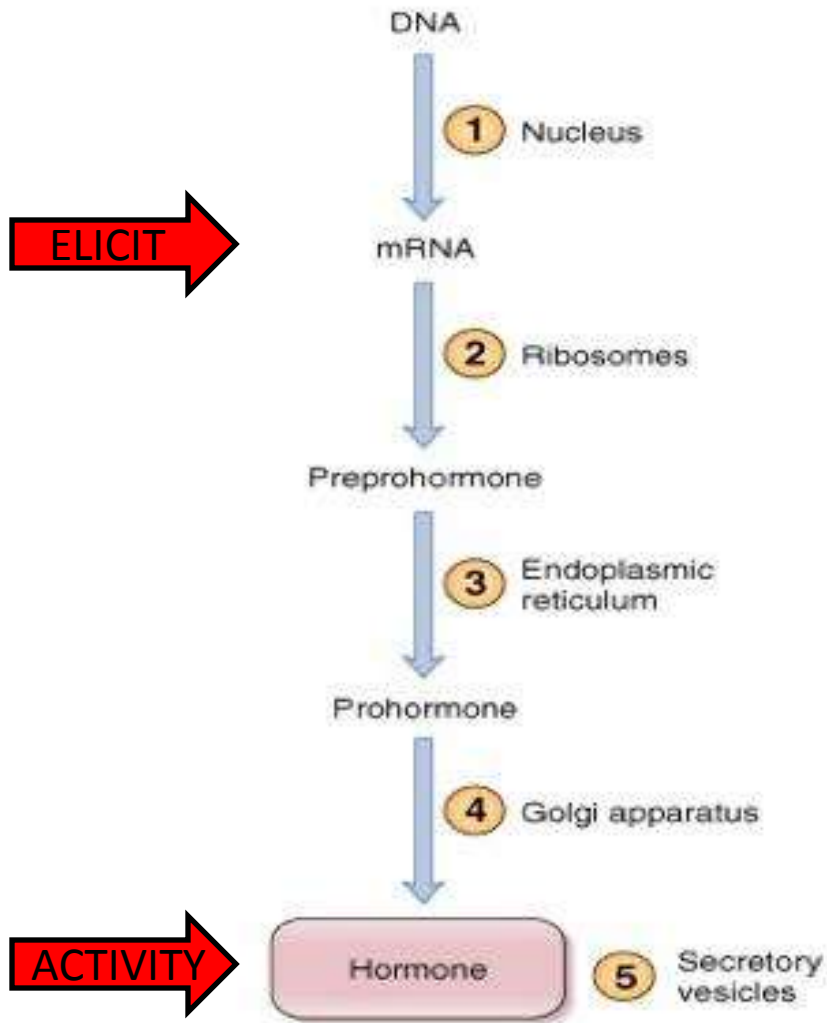 DNA
1 Nucleus
ELICIT
mRNA
2 Ribosomes
Preprohormone
3 Endoplasmic
reticulum
Prohormone
4 Golgi apparatus
ACTIVITY
Hormone
5 Secretory
vesicles